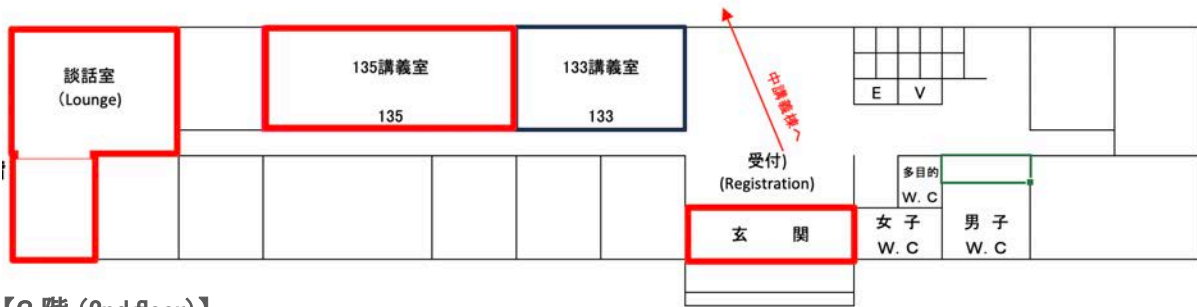 談話室
(Lounge)
135講義室
135
133講義室
133
中講義棟へ
E V
受付)
(Registration)
多目的
W. C
玄 関
女 子
W. C
男 子
W. C